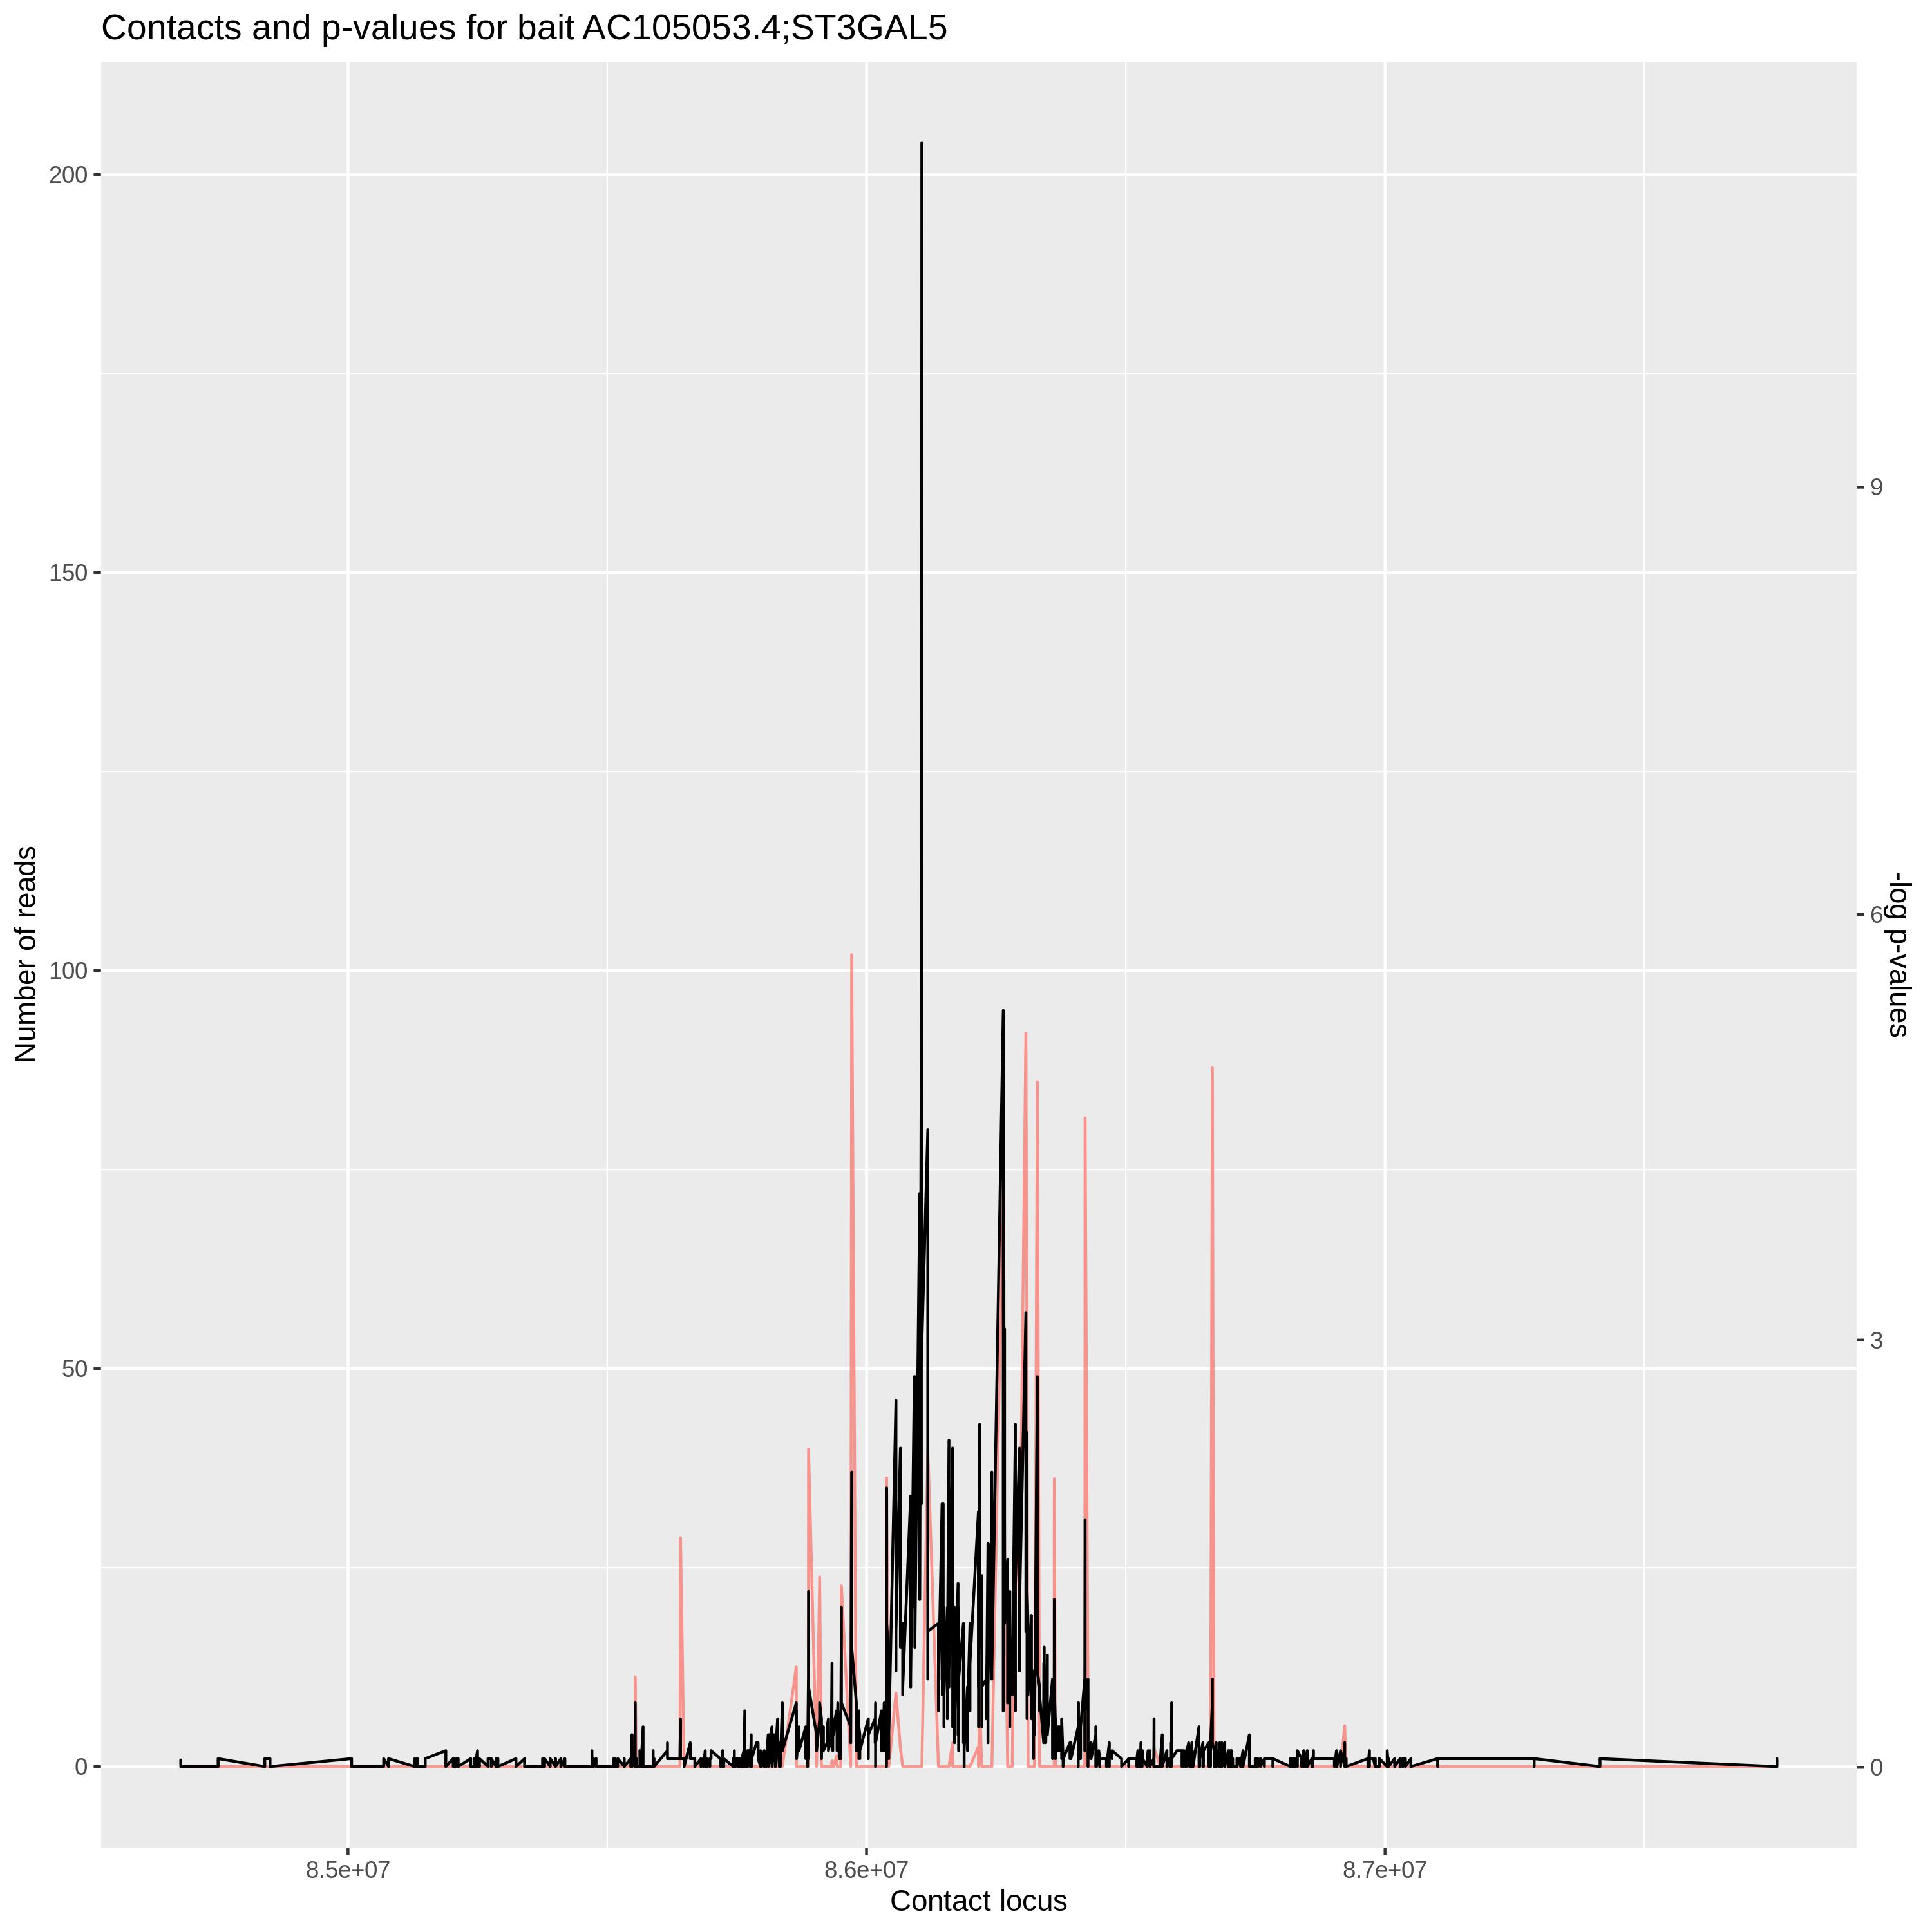 Contacts and p-values for bait AC105053.4;ST3GAL5
200
150
100
50
0
Number of reads
9
6
3
0
-log p-values
8.5e+07
8.6e+07
8.7e+07
Contact locus